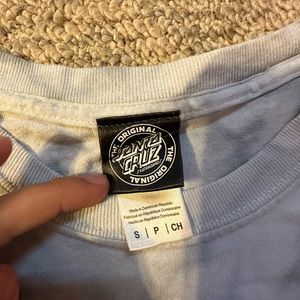 THE ORIGINAL
SANTA
CRUZ
THE ORIGINAL
Made in Dominican Republic
Fabriqué en République Dominicaine
Hecho en República Dominicana
S | P | CH